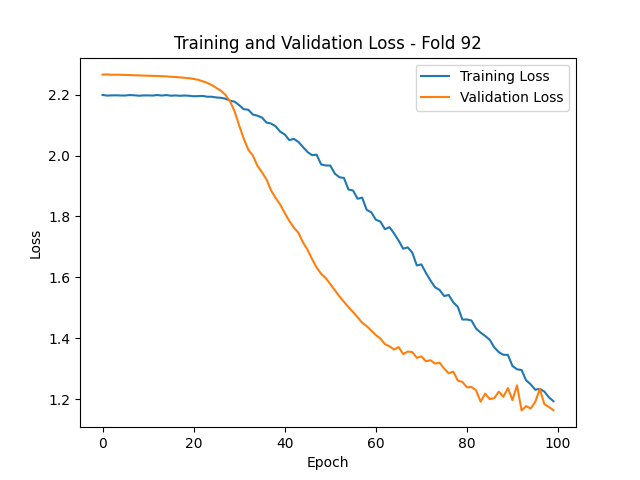 Training and Validation Loss - Fold 92
Training Loss
Validation Loss
2.2
2.0
1.8
1.6
1.4
1.2
Loss
0 20 40 60 80 100
Epoch